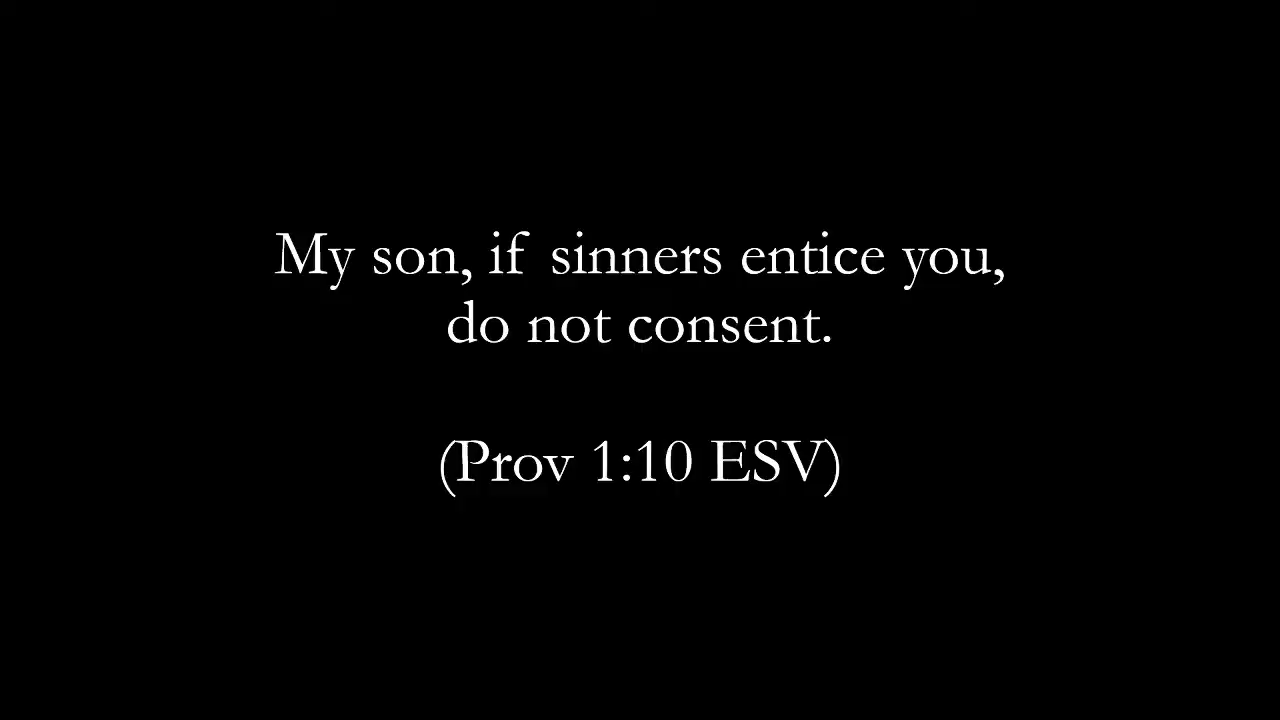 My son, if sinners entice you,
do not consent.
(Prov 1:10 ESV)